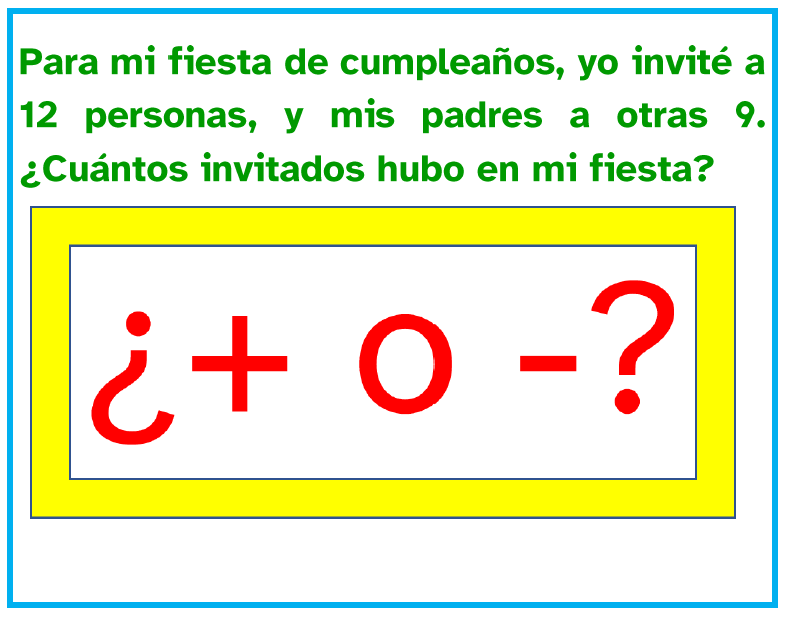 Para mi fiesta de cumpleaños, yo invité a
12 personas, y mis padres a otras 9.
¿Cuántos invitados hubo en mi fiesta?
¿+ o -?